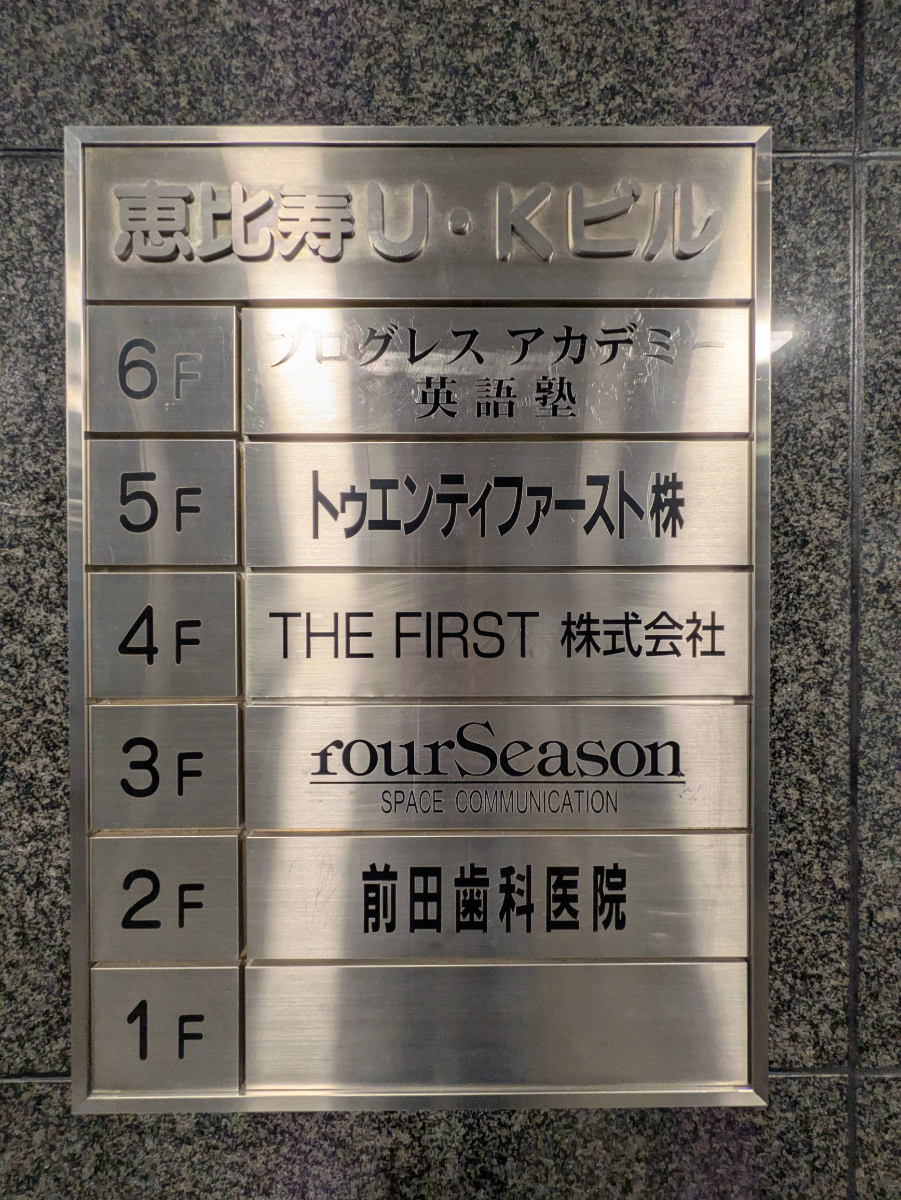 恵比寿U・Kビル
6F プログレス アカデミー
英語塾
5F トゥエンティファースト株
4F THE FIRST 株式会社
3F fourSeason
SPACE COMMUNICATION
2F 前田歯科医院
1F